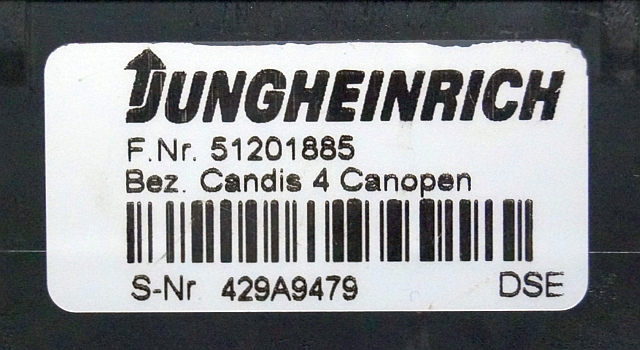 JUNGHEINRICH
F.Nr. 51201885
Bez. Candis 4 Canopen
S-Nr 429A9479 DSE